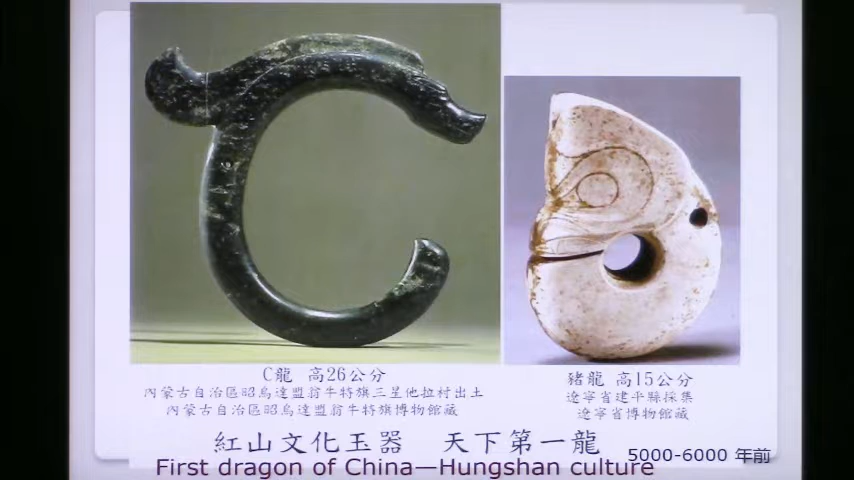 C龍 高26公分
內蒙古自治區昭烏達盟翁牛特旗三星他拉村出土
內蒙古自治區昭烏達盟翁牛特旗博物館藏
豬龍 高15公分
遼寧省建平縣採集
遼寧省博物館藏
紅山文化玉器 天下第一龍
5000-6000 年前
First dragon of China—Hungshan culture